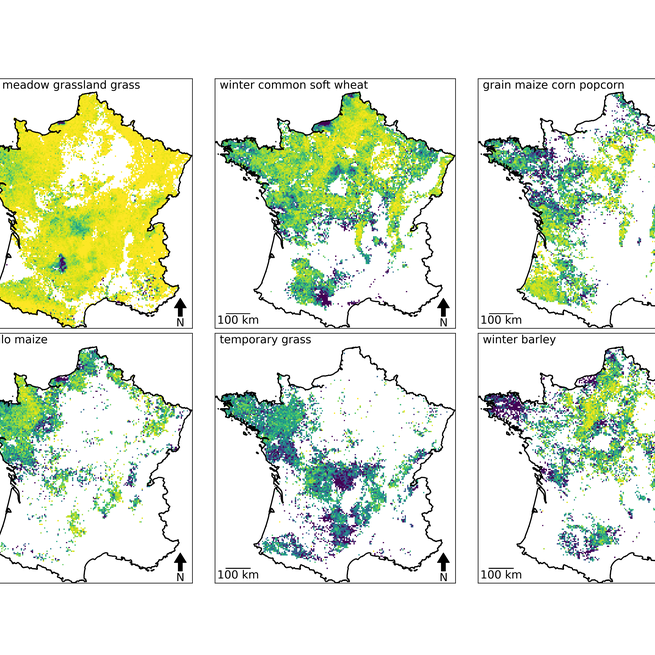 meadow grassland grass
winter common soft wheat
grain maize corn popcorn
N
100 km
N
100 km
lo maize
temporary grass
winter barley
N
100 km
N
100 km